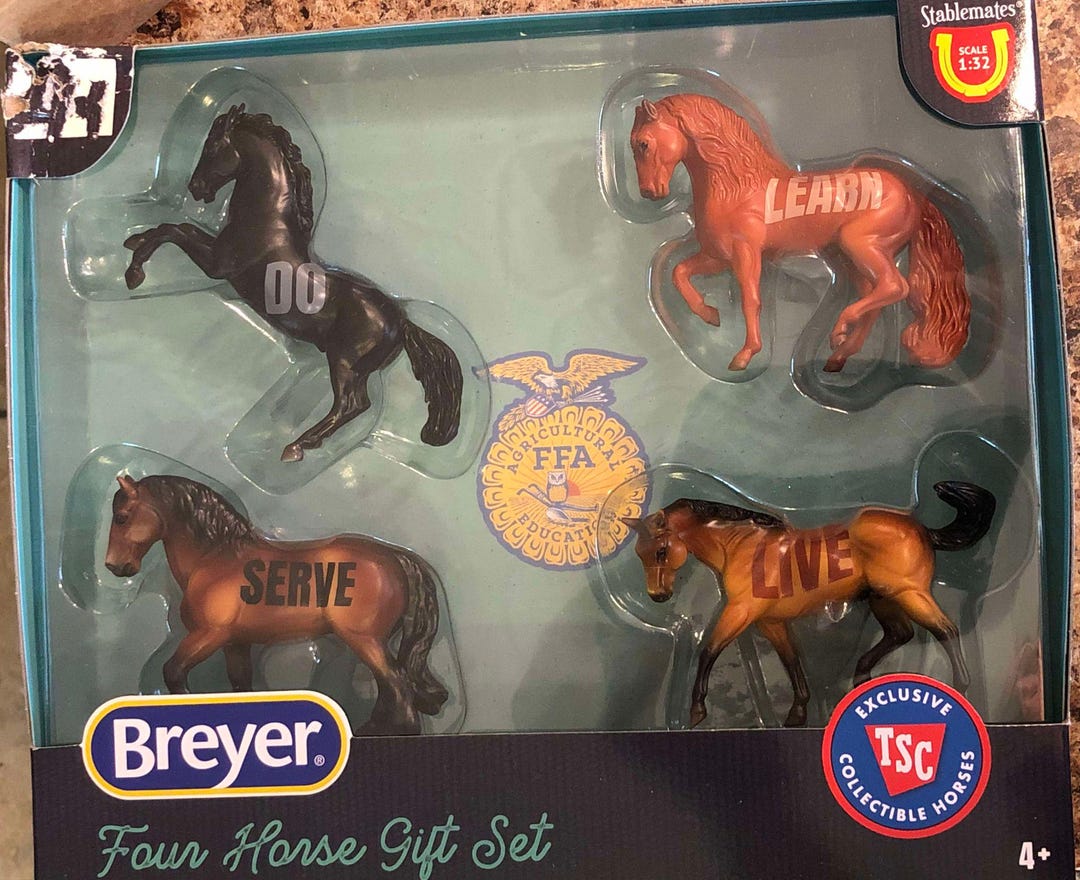 Stablemates®
SCALE
1:32
DO
LEARN
AGRICULTURAL
FFA
EDUCATION
SERVE
LIVE
Breyer®
EXCLUSIVE
TSC
COLLECTIBLE HORSES
Four Horse Gift Set
4+